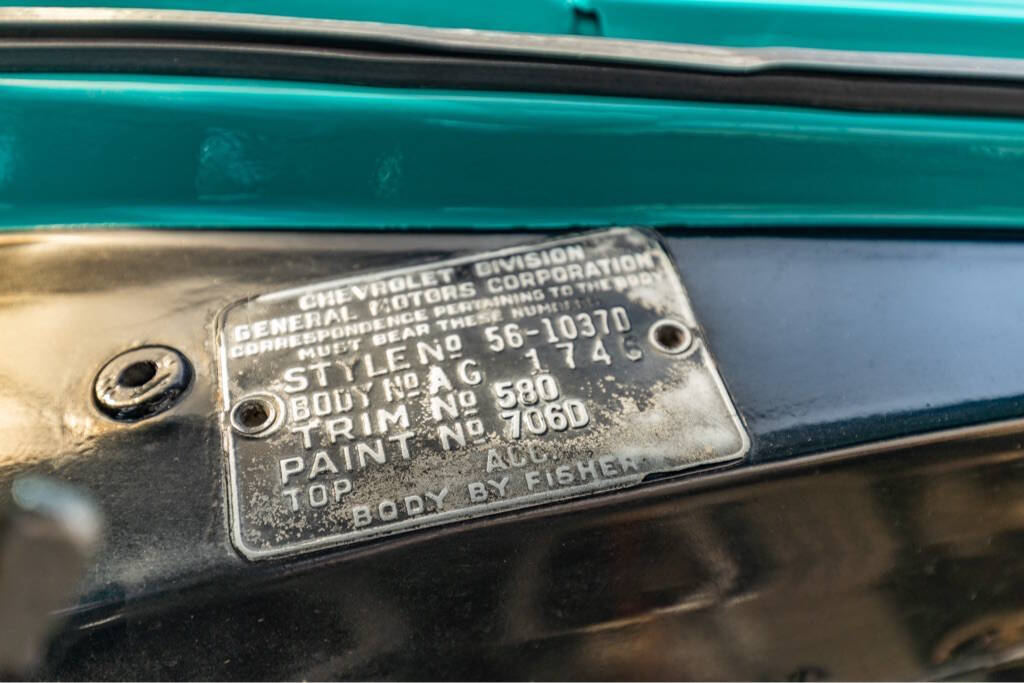 CHEVROLET DIVISION
GENERAL MOTORS CORPORATION
CORRESPONDENCE PERTAINING TO THE BODY
MUST BEAR THESE NUMBERS
STYLE Nº 56-1037D
BODY Nº AG 1746
TRIM Nº 580
PAINT Nº 706D
TOP ACC.
BODY BY FISHER